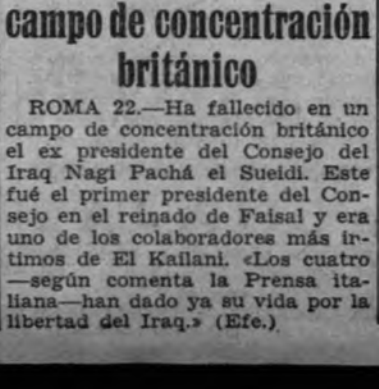 campo de concentración
británico
ROMA 22.—Ha fallecido en un
campo de concentración británico
el ex presidente del Consejo del
Iraq Nagi Pachá el Sueidi. Este
fué el primer presidente del Con-
sejo en el reinado de Faisal y era
uno de los colaboradores más ín-
timos de El Kailani. «Los cuatro
—según comenta la Prensa ita-
liana—han dado ya su vida por la
libertad del Iraq.» (Efe.)